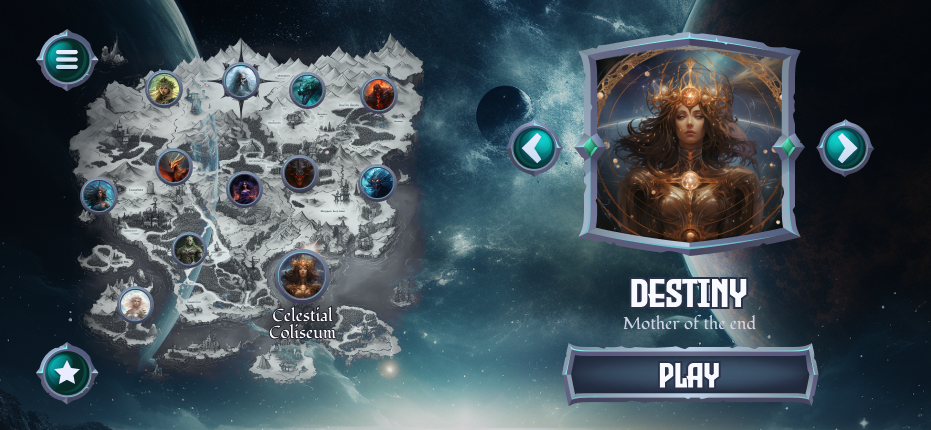 Celestial
Coliseum
DESTINY
Mother of the end
PLAY